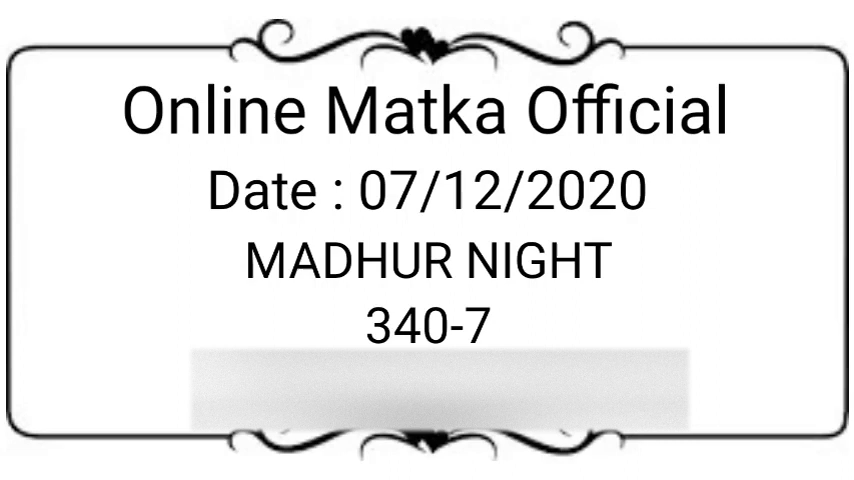 Online Matka Official
Date : 07/12/2020
MADHUR NIGHT
340-7